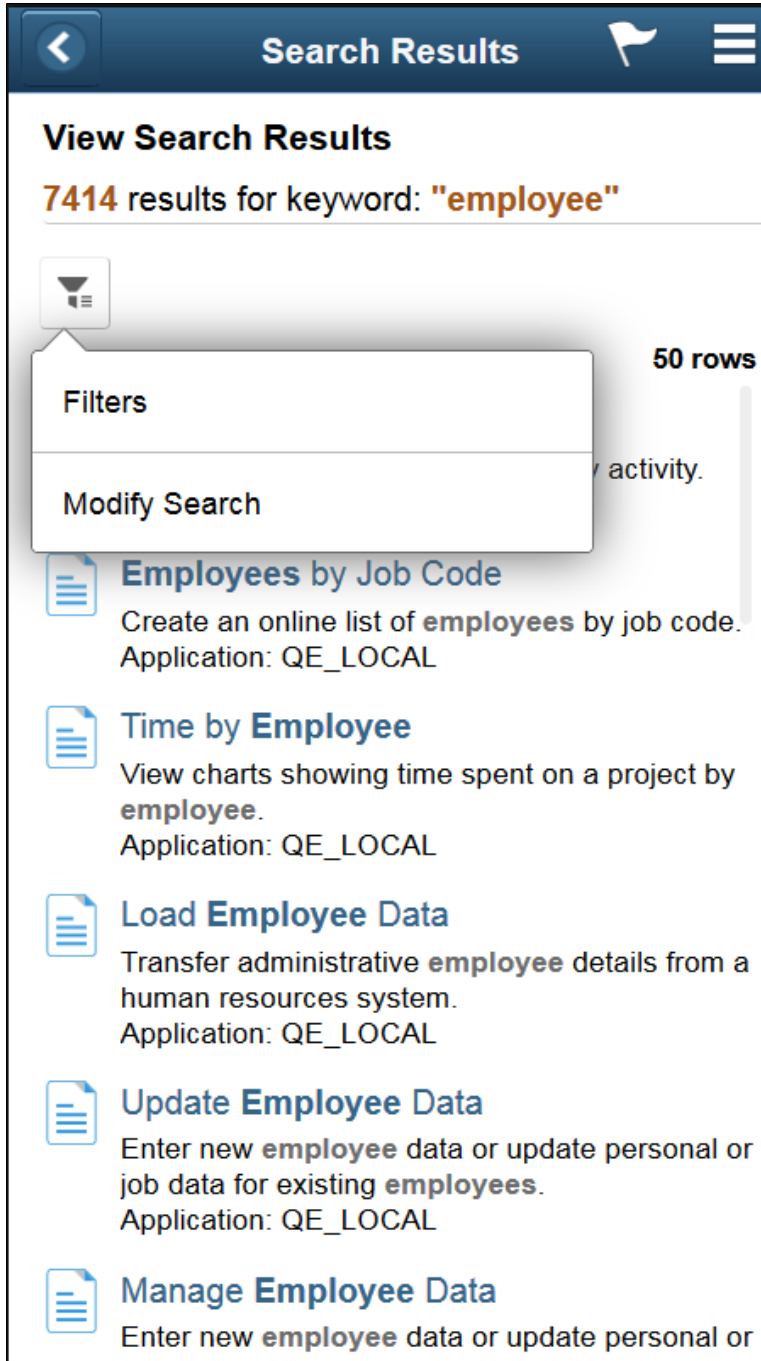 Search Results
View Search Results
7414 results for keyword: "employee"
50 rows
Filters
activity.
Modify Search
Employees by Job Code
Create an online list of employees by job code.
Application: QE_LOCAL
Time by Employee
View charts showing time spent on a project by
employee.
Application: QE_LOCAL
Load Employee Data
Transfer administrative employee details from a
human resources system.
Application: QE_LOCAL
Update Employee Data
Enter new employee data or update personal or
job data for existing employees.
Application: QE_LOCAL
Manage Employee Data
Enter new employee data or update personal or